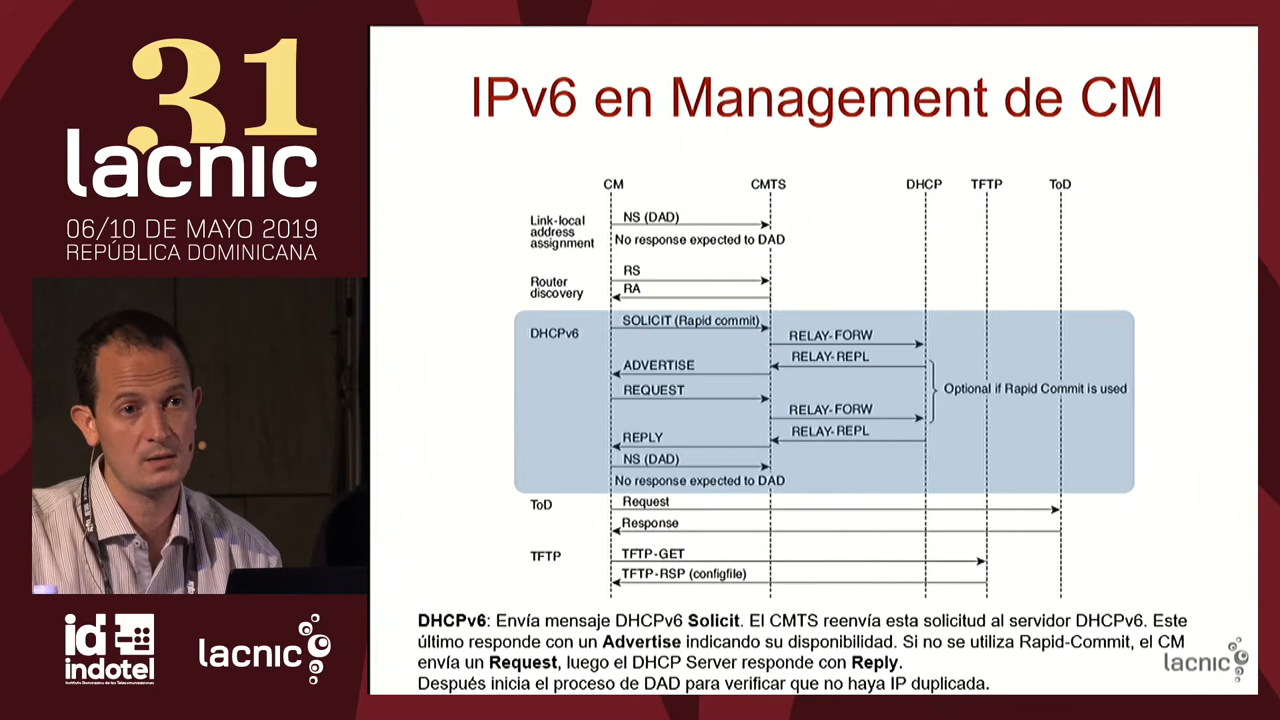 31
lacnic
06/10 DE MAYO 2019
REPÚBLICA DOMINICANA
IPv6 en Management de CM
CM CMTS DHCP TFTP ToD
Link-local
address
assignment
NS (DAD)
No response expected to DAD
Router
discovery
RS
RA
DHCPv6
SOLICIT (Rapid commit)
RELAY-FORW
RELAY-REPL
ADVERTISE
REQUEST
Optional if Rapid Commit is used
RELAY-FORW
RELAY-REPL
REPLY
NS (DAD)
No response expected to DAD
ToD
Request
Response
TFTP
TFTP-GET
TFTP-RSP (configfile)
DHCPv6: Envía mensaje DHCPv6 Solicit. El CMTS reenvía esta solicitud al servidor DHCPv6. Este
último responde con un Advertise indicando su disponibilidad. Si no se utiliza Rapid-Commit, el CM
envía un Request, luego el DHCP Server responde con Reply.
Después inicia el proceso de DAD para verificar que no haya IP duplicada.
lacnic
id
indotel
Instituto Dominicano de las Telecomunicaciones
lacnic